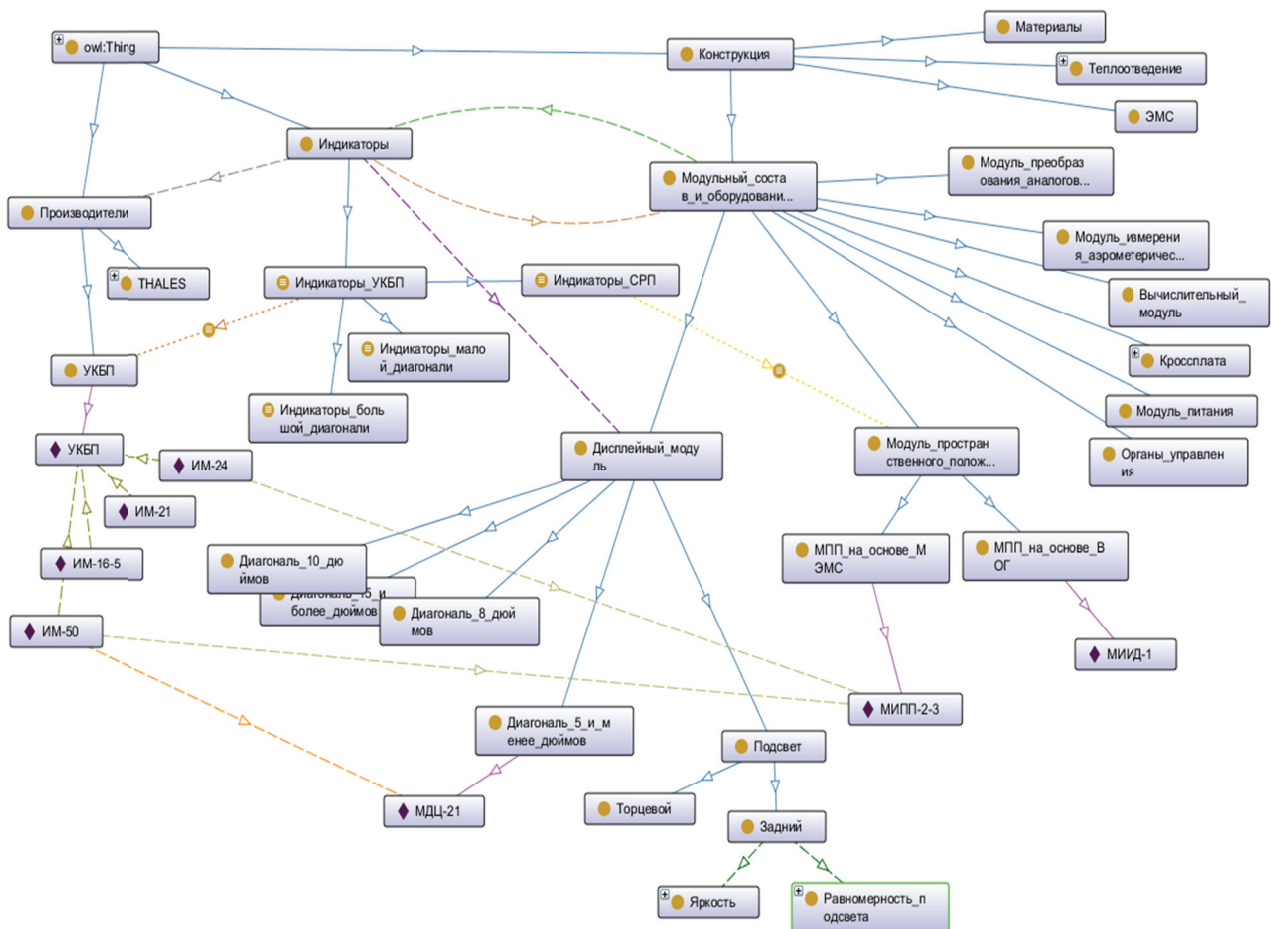 Материалы
owl:Thing
Конструкция
Теплоотведение
ЭМС
Индикаторы
Модуль_преобраз
ования_аналогов...
Модульный_соста
в_и_оборудовани...
Производители
Модуль_измерени
я_аэрометеричес...
THALES
Индикаторы_УКБП
Индикаторы_СРП
Вычислительный_
модуль
Индикаторы_мало
й_диагонали
Кроссплата
УКБП
Индикаторы_боль
шой_диагонали
Модуль_питания
УКБП
ИМ-24
Дисплейный_моду
ль
Модуль_простран
ственного_полож...
Органы_управлен
ия
ИМ-21
ИМ-16-5
Диагональ_10_дю
ймов
МПП_на_основе_М
ЭМС
МПП_на_основе_В
ОГ
Диагональ_15_и
более_дюймов
Диагональ_8_дюй
мов
ИМ-50
МИИД-1
МИПП-2-3
Диагональ_5_и_м
енее_дюймов
Подсвет
МДЦ-21
Торцевой
Задний
Яркость
Равномерность_п
одсвета